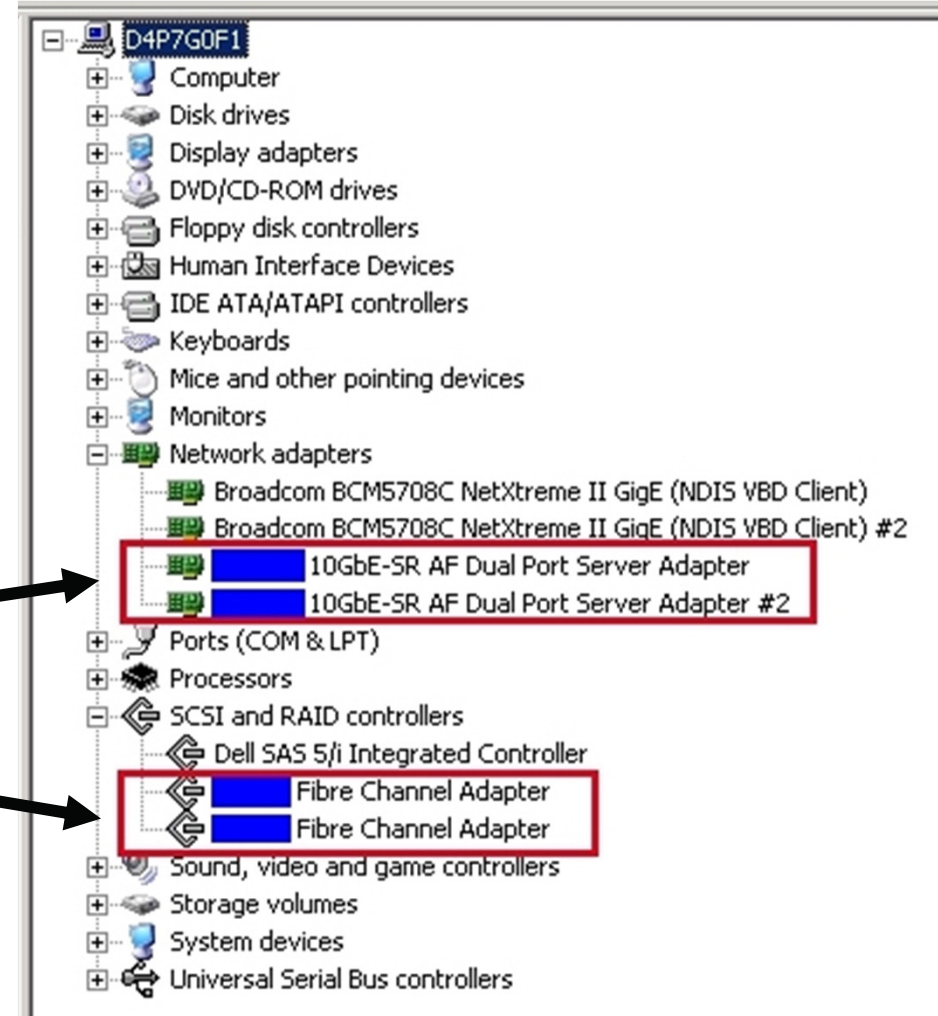 D4P7G0F1
Computer
Disk drives
Display adapters
DVD/CD-ROM drives
Floppy disk controllers
Human Interface Devices
IDE ATA/ATAPI controllers
Keyboards
Mice and other pointing devices
Monitors
Network adapters
Broadcom BCM5708C NetXtreme II GigE (NDIS VBD Client)
Broadcom BCM5708C NetXtreme II GigE (NDIS VBD Client) #2
10GbE-SR AF Dual Port Server Adapter
10GbE-SR AF Dual Port Server Adapter #2
Ports (COM & LPT)
Processors
SCSI and RAID controllers
Dell SAS 5/i Integrated Controller
Fibre Channel Adapter
Fibre Channel Adapter
Sound, video and game controllers
Storage volumes
System devices
Universal Serial Bus controllers